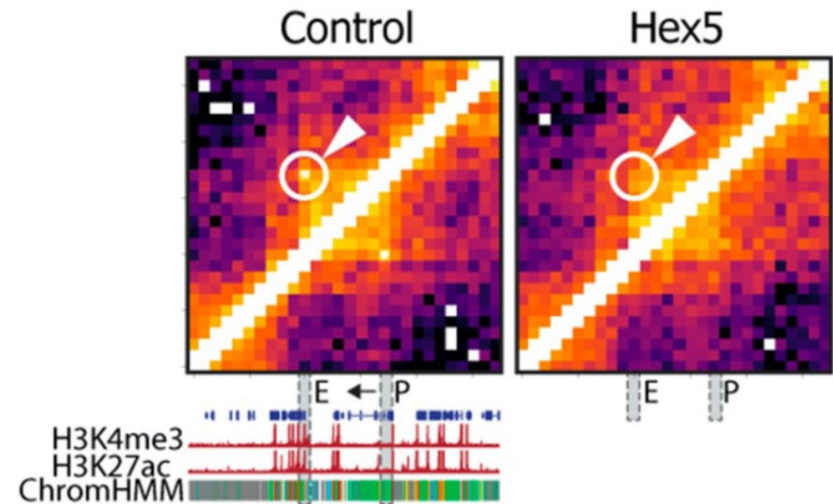 Control Hex5
E ← P E P
H3K4me3
H3K27ac
ChromHMM